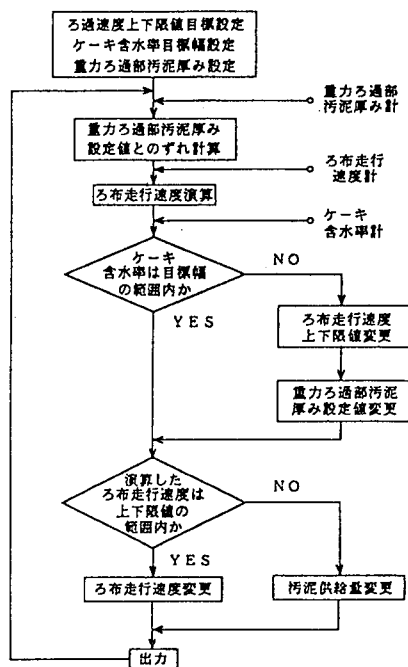 ろ過速度上下限値目標設定
ケーキ含水率目標幅設定
重力ろ過部汚泥厚み設定
重力ろ過部
汚泥厚み計
重力ろ過部汚泥厚み
設定値とのずれ計算
ろ布走行
速度計
ろ布走行速度演算
ケーキ
含水率計
ケーキ
含水率は目標幅
の範囲内か
NO
YES
ろ布走行速度
上下限値変更
重力ろ過部汚泥
厚み設定値変更
演算した
ろ布走行速度は
上下限値の
範囲内か
NO
YES
ろ布走行速度変更
汚泥供給量変更
出力